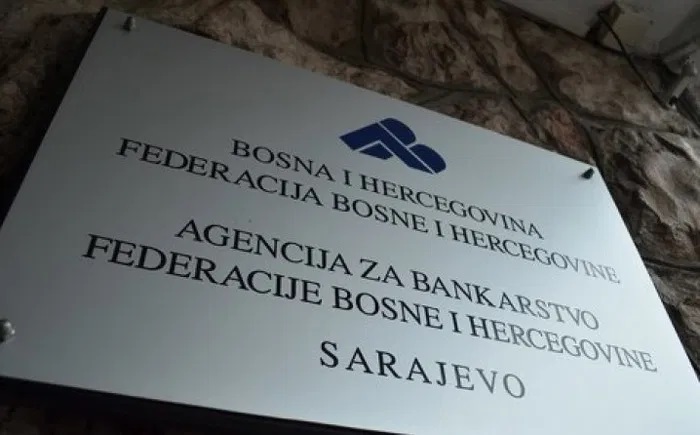 BOSNA I HERCEGOVINA
FEDERACIJA BOSNE I HERCEGOVINE
AGENCIJA ZA BANKARSTVO
FEDERACIJE BOSNE I HERCEGOVINE
SARAJEVO